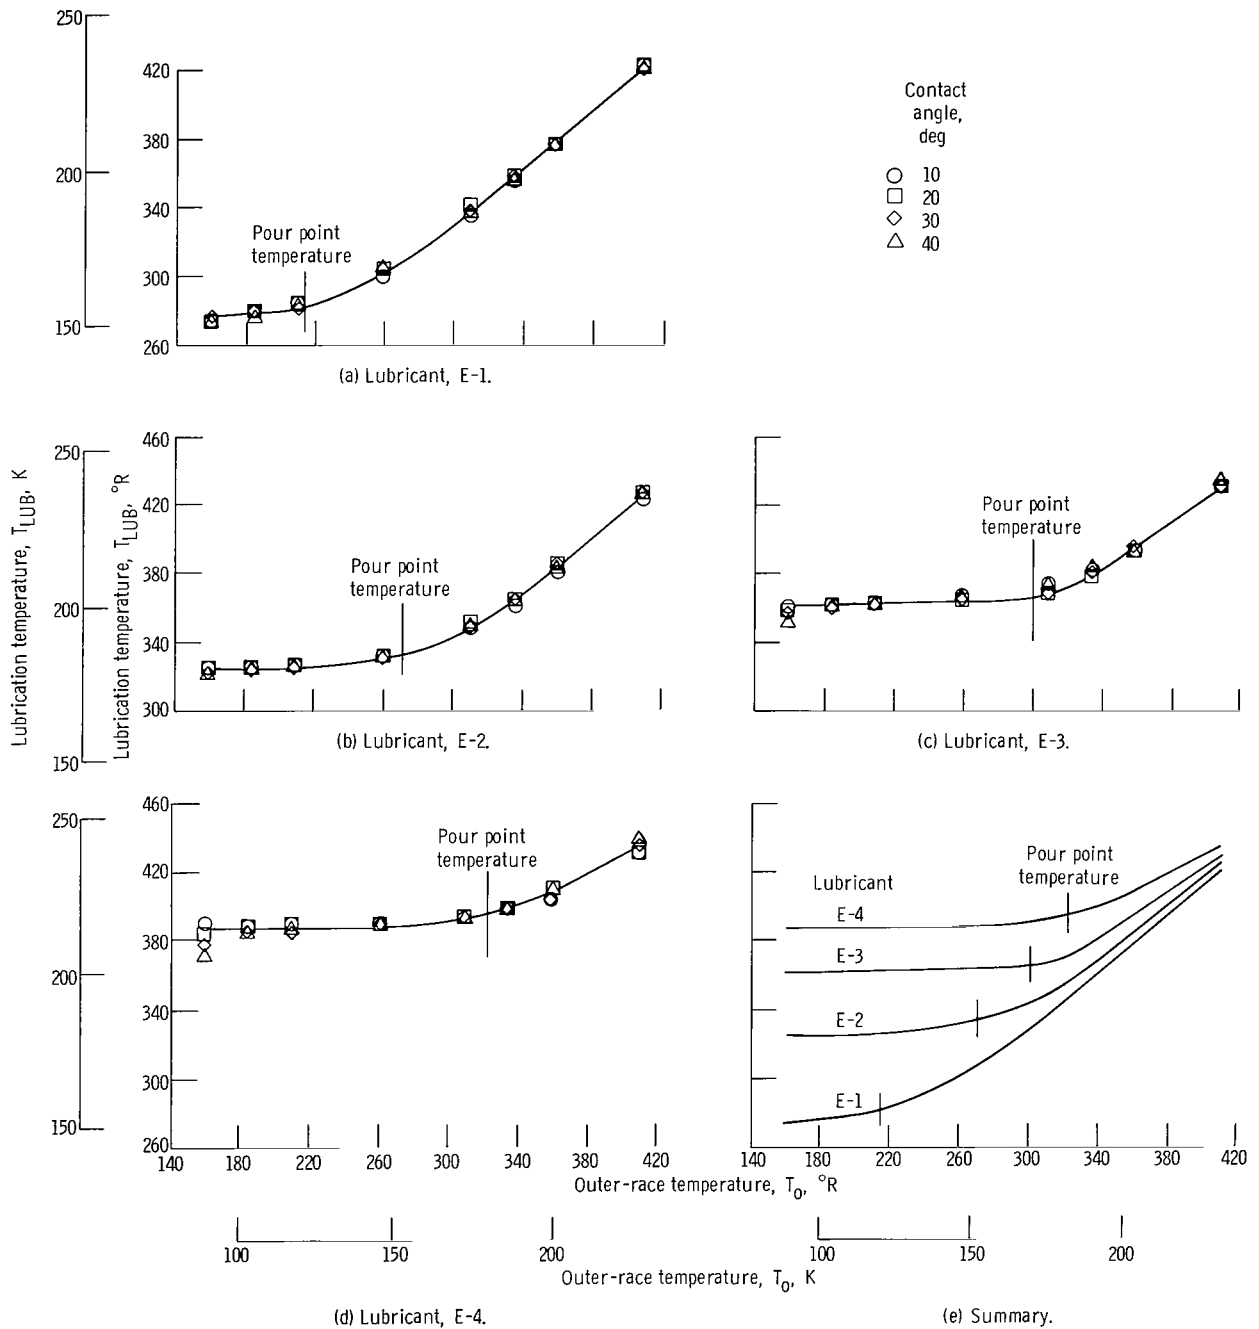 250
200
150
420
380
340
300
260
Pour point
temperature
Contact
angle,
deg
10
20
30
40
(a) Lubricant, E-1.
Lubrication temperature, T_LUB, K
Lubrication temperature, T_LUB, °R
250
200
150
460
420
380
340
300
Pour point
temperature
(b) Lubricant, E-2.
Pour point
temperature
(c) Lubricant, E-3.
250
200
150
460
420
380
340
300
260
Pour point
temperature
140 180 220 260 300 340 380 420
Lubricant
Pour point
temperature
E-4
E-3
E-2
E-1
140 180 220 260 300 340 380 420
Outer-race temperature, T_o, °R
100 150 200
100 150 200
Outer-race temperature, T_o, K
(d) Lubricant, E-4.
(e) Summary.